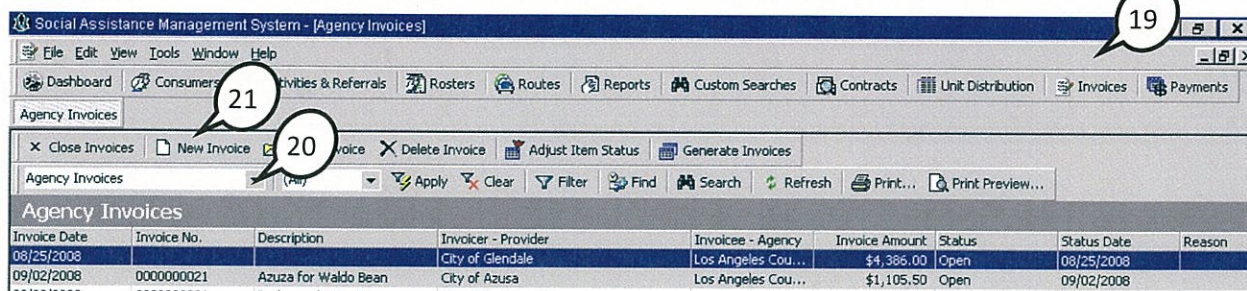 Social Assistance Management System - [Agency Invoices]
19
File Edit View Tools Window Help
Dashboard Consumers tivities & Referrals Rosters Routes Reports Custom Searches Contracts Unit Distribution Invoices Payments
21
Agency Invoices
20
Close Invoices New Invoice voice Delete Invoice Adjust Item Status Generate Invoices
Agency Invoices (All) Apply Clear Filter Find Search Refresh Print... Print Preview...
Agency Invoices
Invoice Date Invoice No. Description Invoicer - Provider Invoicee - Agency Invoice Amount Status Status Date Reason
08/25/2008 City of Glendale Los Angeles Cou... $4,386.00 Open 08/25/2008
09/02/2008 0000000021 Azuza for Waldo Bean City of Azusa Los Angeles Cou... $1,105.50 Open 09/02/2008